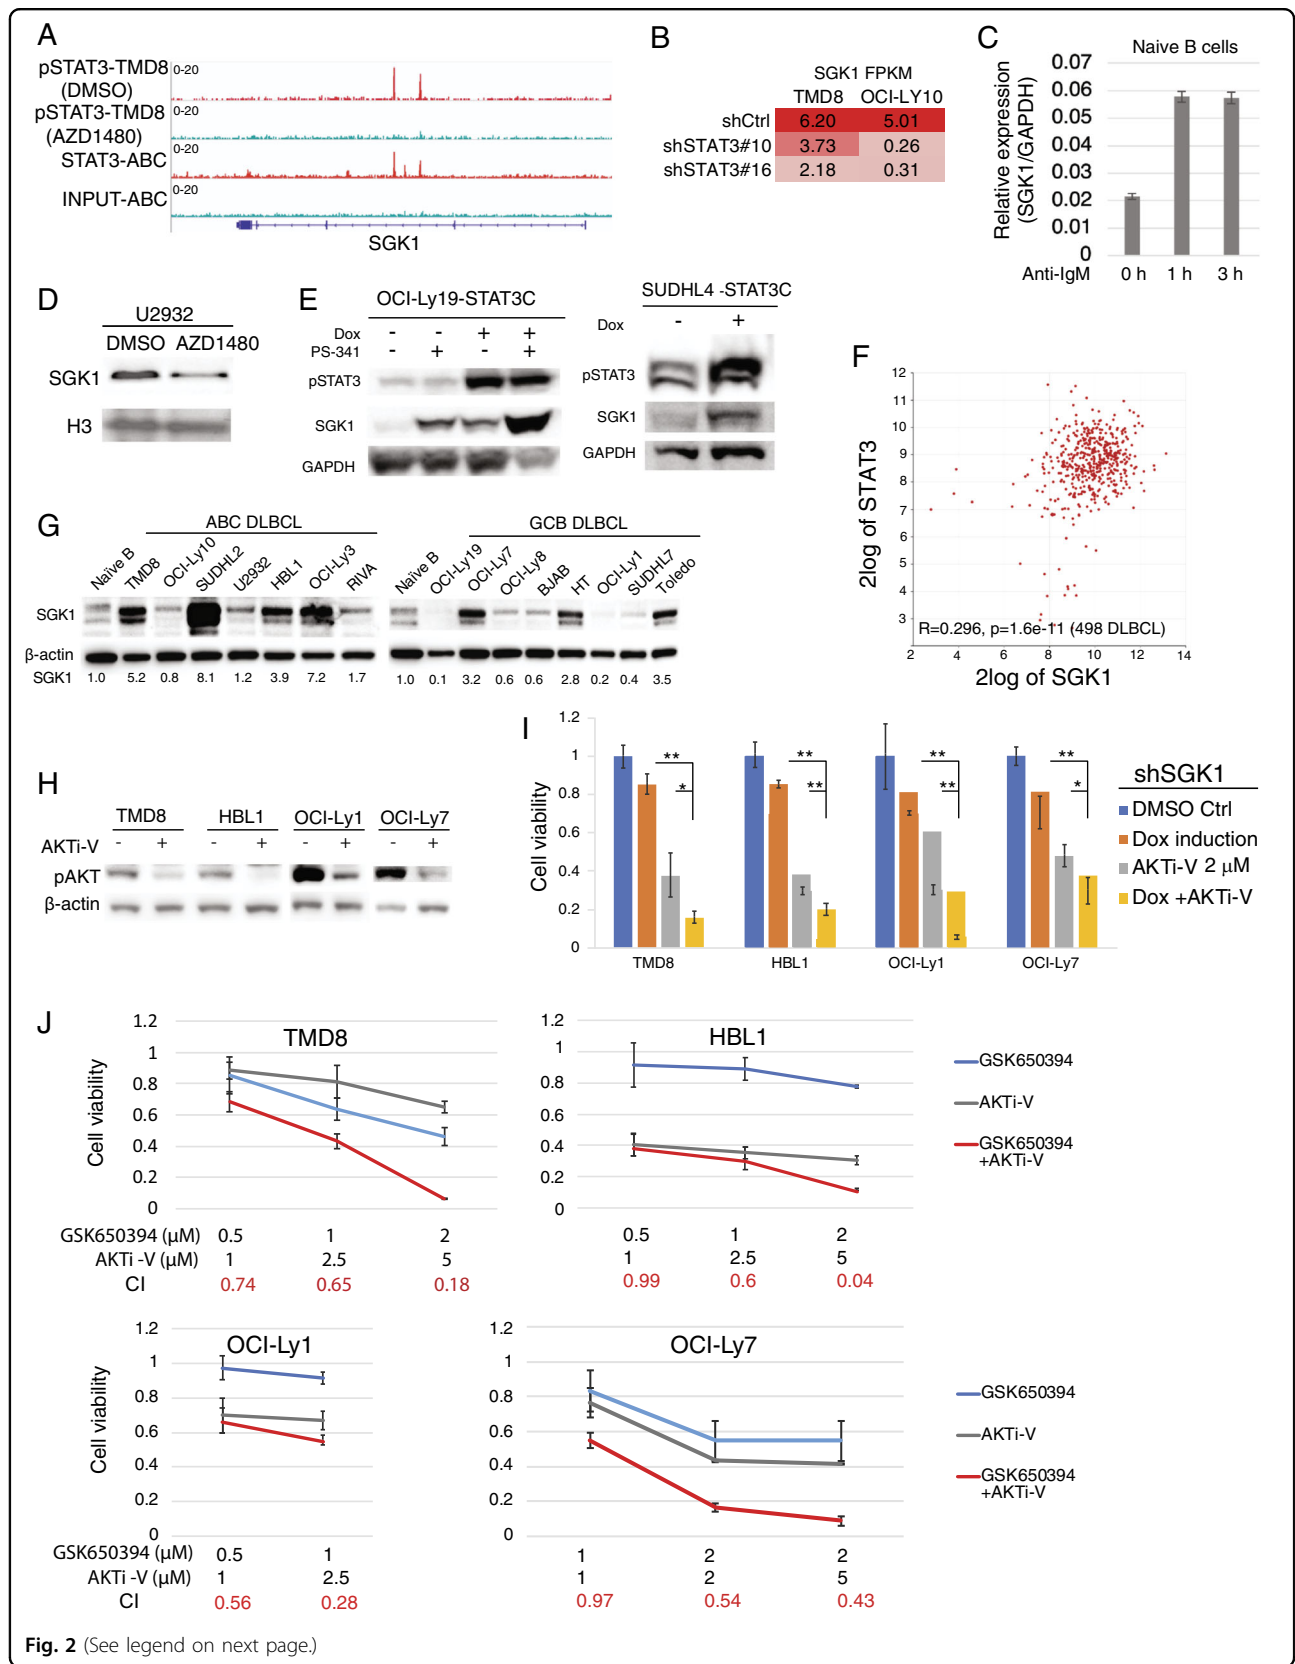 A
pSTAT3-TMD8
(DMSO)
0-20
pSTAT3-TMD8
(AZD1480)
0-20
STAT3-ABC
0-20
INPUT-ABC
0-20
SGK1
B
SGK1 FPKM
TMD8 OCI-LY10
shCtrl 6.20 5.01
shSTAT3#10 3.73 0.26
shSTAT3#16 2.18 0.31
C
Naive B cells
Relative expression
(SGK1/GAPDH)
0.07
0.06
0.05
0.04
0.03
0.02
0.01
0
Anti-IgM 0 h 1 h 3 h
D
U2932
DMSO AZD1480
SGK1
H3
E
OCI-Ly19-STAT3C
Dox - - + +
PS-341 - + - +
pSTAT3
SGK1
GAPDH
SUDHL4 -STAT3C
Dox - +
pSTAT3
SGK1
GAPDH
F
2log of STAT3
12
11
10
9
8
7
6
5
4
3
R=0.296, p=1.6e-11 (498 DLBCL)
2 4 6 8 10 12 14
2log of SGK1
G
ABC DLBCL
Naïve B TMD8 OCI-Ly10 SUDHL2 U2932 HBL1 OCI-Ly3 RIVA
GCB DLBCL
Naïve B OCI-Ly19 OCI-Ly7 OCI-Ly8 BJAB HT OCI-Ly1 SUDHL7 Toledo
SGK1
β-actin
SGK1 1.0 5.2 0.8 8.1 1.2 3.9 7.2 1.7 1.0 0.1 3.2 0.6 0.6 2.8 0.2 0.4 3.5
H
TMD8 HBL1 OCI-Ly1 OCI-Ly7
AKTi-V - + - + - + - +
pAKT
β-actin
I
Cell viability
1.2
1
0.8
0.6
0.4
0.2
0
** ** ** **
* ** ** *
TMD8 HBL1 OCI-Ly1 OCI-Ly7
shSGK1
DMSO Ctrl
Dox induction
AKTi-V 2 μM
Dox +AKTi-V
J
TMD8
Cell viability
1.2
1
0.8
0.6
0.4
0.2
0
GSK650394 (μM) 0.5 1 2
AKTi -V (μM) 1 2.5 5
CI 0.74 0.65 0.18
HBL1
1.2
1
0.8
0.6
0.4
0.2
0
0.5 1 2
1 2.5 5
0.99 0.6 0.04
GSK650394
AKTi-V
GSK650394
+AKTi-V
OCI-Ly1
Cell viability
1.2
1
0.8
0.6
0.4
0.2
0
GSK650394 (μM) 0.5 1
AKTi -V (μM) 1 2.5
CI 0.56 0.28
OCI-Ly7
1.2
1
0.8
0.6
0.4
0.2
0
1 2 2
1 2 5
0.97 0.54 0.43
GSK650394
AKTi-V
GSK650394
+AKTi-V
Fig. 2 (See legend on next page.)